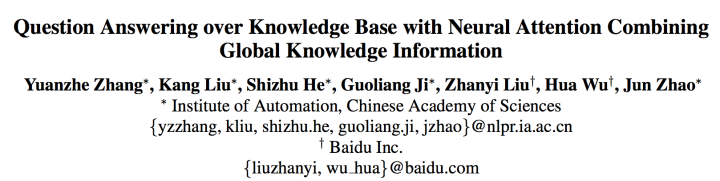 Question Answering over Knowledge Base with Neural Attention Combining
Global Knowledge Information
Yuanzhe Zhang*, Kang Liu*, Shizhu He*, Guoliang Ji*, Zhanyi Liu†, Hua Wu†, Jun Zhao*
* Institute of Automation, Chinese Academy of Sciences
{yzzhang, kliu, shizhu.he, guoliang.ji, jzhao}@nlpr.ia.ac.cn
† Baidu Inc.
{liuzhanyi, wu_hua}@baidu.com